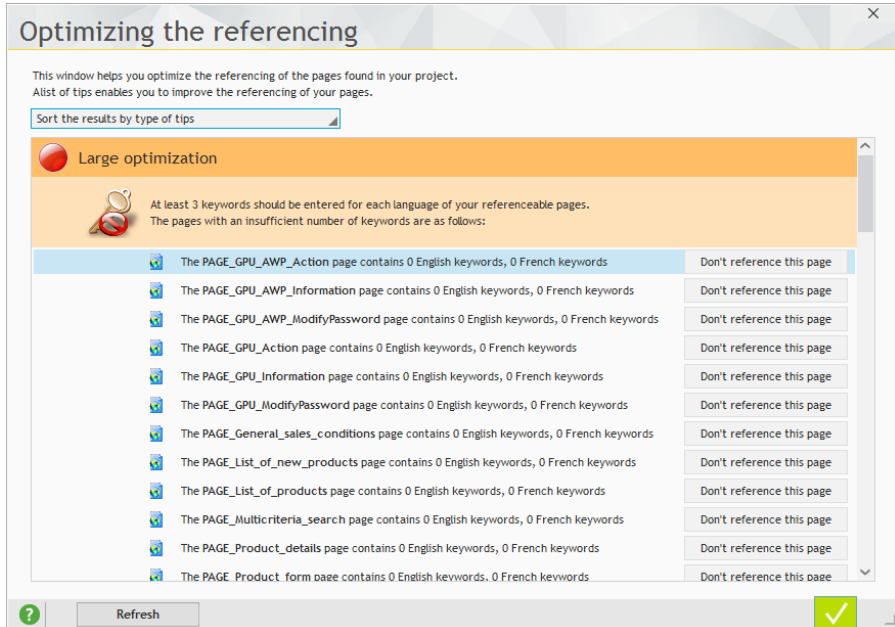 Optimizing the referencing
This window helps you optimize the referencing of the pages found in your project.
Alist of tips enables you to improve the referencing of your pages.
Sort the results by type of tips
Large optimization
At least 3 keywords should be entered for each language of your referenceable pages.
The pages with an insufficient number of keywords are as follows:
The PAGE_GPU_AWP_Action page contains 0 English keywords, 0 French keywords Don't reference this page
The PAGE_GPU_AWP_Information page contains 0 English keywords, 0 French keywords Don't reference this page
The PAGE_GPU_AWP_ModifyPassword page contains 0 English keywords, 0 French keywords Don't reference this page
The PAGE_GPU_Action page contains 0 English keywords, 0 French keywords Don't reference this page
The PAGE_GPU_Information page contains 0 English keywords, 0 French keywords Don't reference this page
The PAGE_GPU_ModifyPassword page contains 0 English keywords, 0 French keywords Don't reference this page
The PAGE_General_sales_conditions page contains 0 English keywords, 0 French keywords Don't reference this page
The PAGE_List_of_new_products page contains 0 English keywords, 0 French keywords Don't reference this page
The PAGE_List_of_products page contains 0 English keywords, 0 French keywords Don't reference this page
The PAGE_Multicriteria_search page contains 0 English keywords, 0 French keywords Don't reference this page
The PAGE_Product_details page contains 0 English keywords, 0 French keywords Don't reference this page
The PAGE_Product_form page contains 0 English keywords, 0 French keywords Don't reference this page
? Refresh